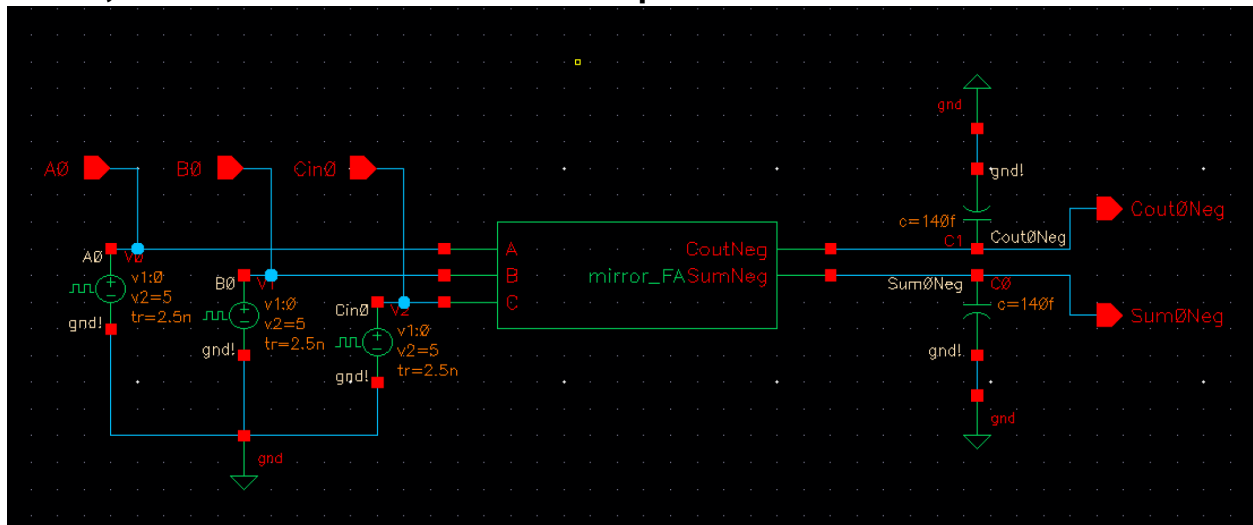 gnd
A0
B0
Cin0
gnd!
c=140f
Cout0Neg
C1
Cout0Neg
A0
V0
v1:0
v2=5
tr=2.5n
gnd!
B0
V1
v1:0
v2=5
tr=2.5n
gnd!
Cin0
V2
v1:0
v2=5
tr=2.5n
gnd!
gnd
A
B
C
mirror_FA
CoutNeg
SumNeg
Sum0Neg
C0
c=140f
Sum0Neg
gnd!
gnd